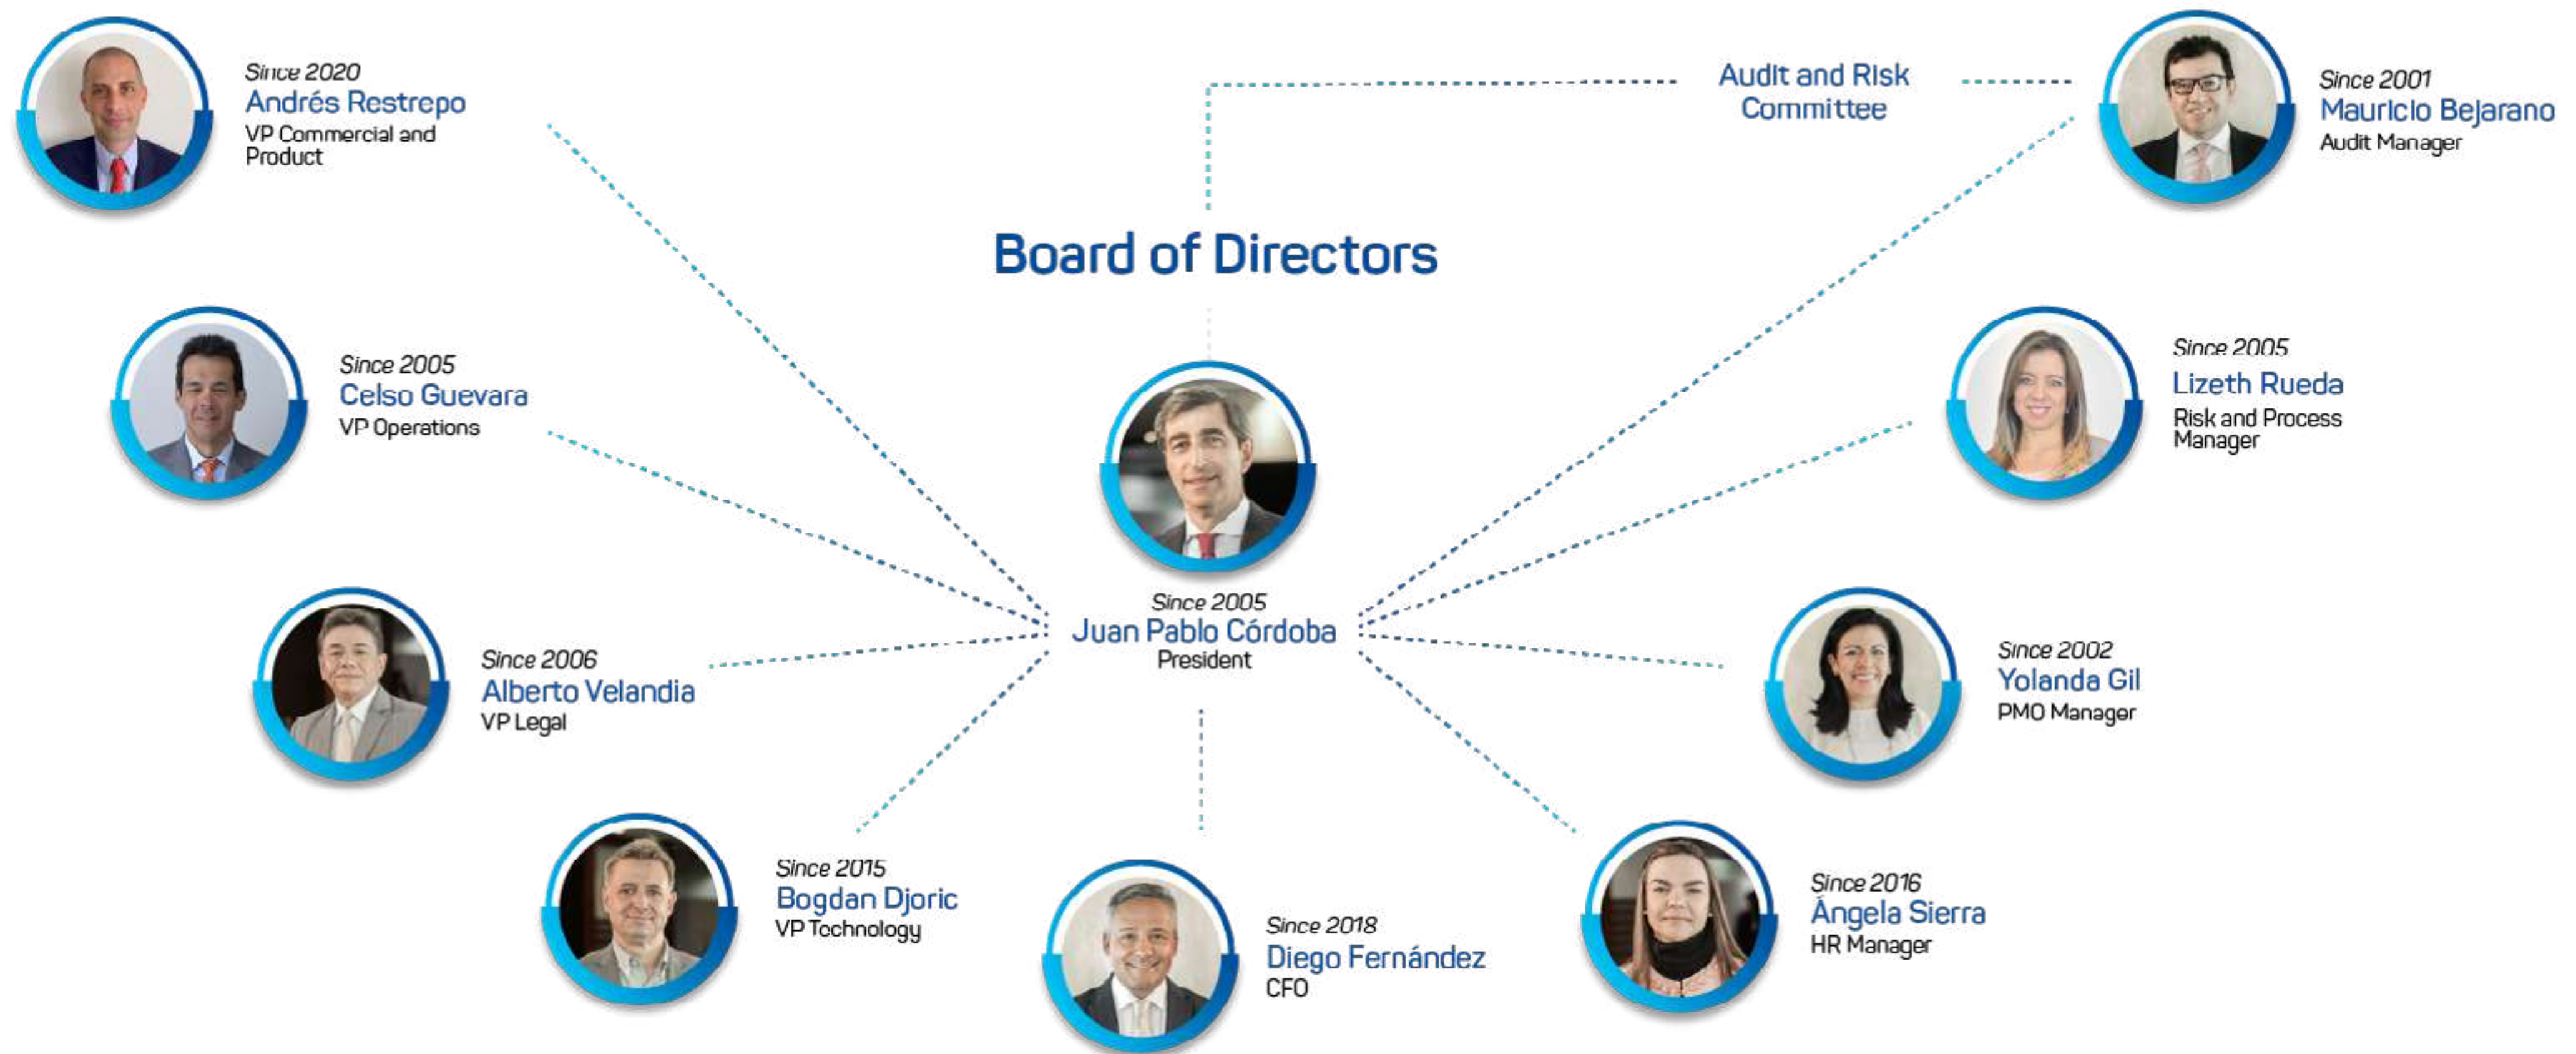 Since 2020
Andrés Restrepo
VP Commercial and
Product
Audit and Risk
Committee
Since 2001
Mauricio Bejarano
Audit Manager
Board of Directors
Since 2005
Celso Guevara
VP Operations
Since 2005
Lizeth Rueda
Risk and Process
Manager
Since 2005
Juan Pablo Córdoba
President
Since 2006
Alberto Velandia
VP Legal
Since 2002
Yolanda Gil
PMO Manager
Since 2015
Bogdan Djoric
VP Technology
Since 2018
Diego Fernández
CFO
Since 2016
Ángela Sierra
HR Manager